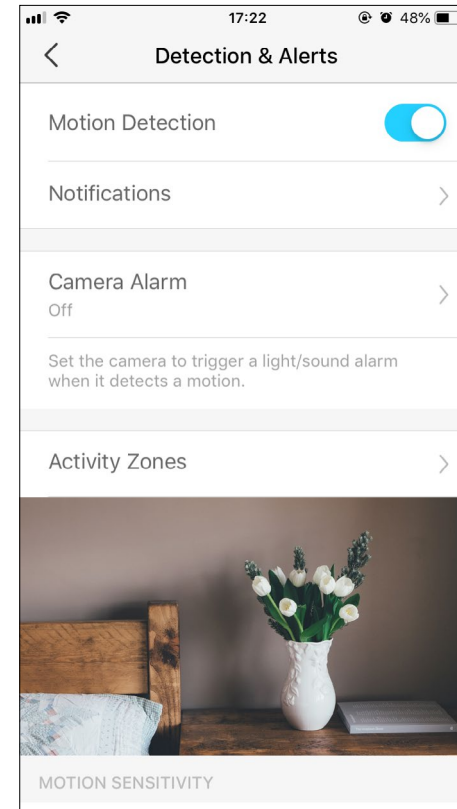 17:22
48%
Detection & Alerts
Motion Detection
Notifications
Camera Alarm
Off
Set the camera to trigger a light/sound alarm
when it detects a motion.
Activity Zones
MOTION SENSITIVITY